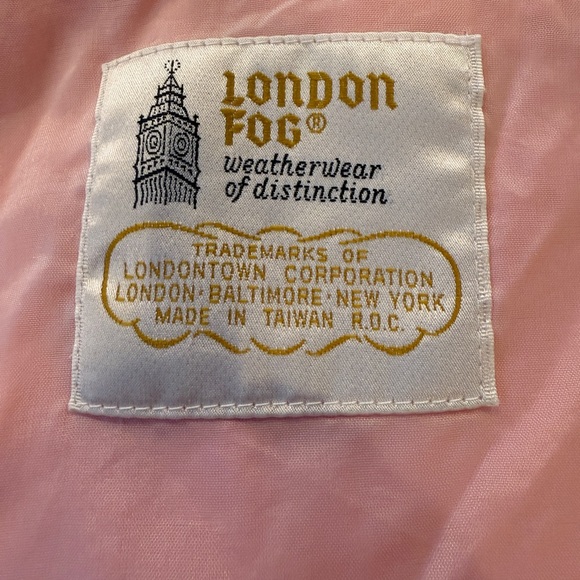 LONDON
FOG®
weatherwear
of distinction
TRADEMARKS OF
LONDONTOWN CORPORATION
LONDON·BALTIMORE·NEW YORK
MADE IN TAIWAN R.O.C.